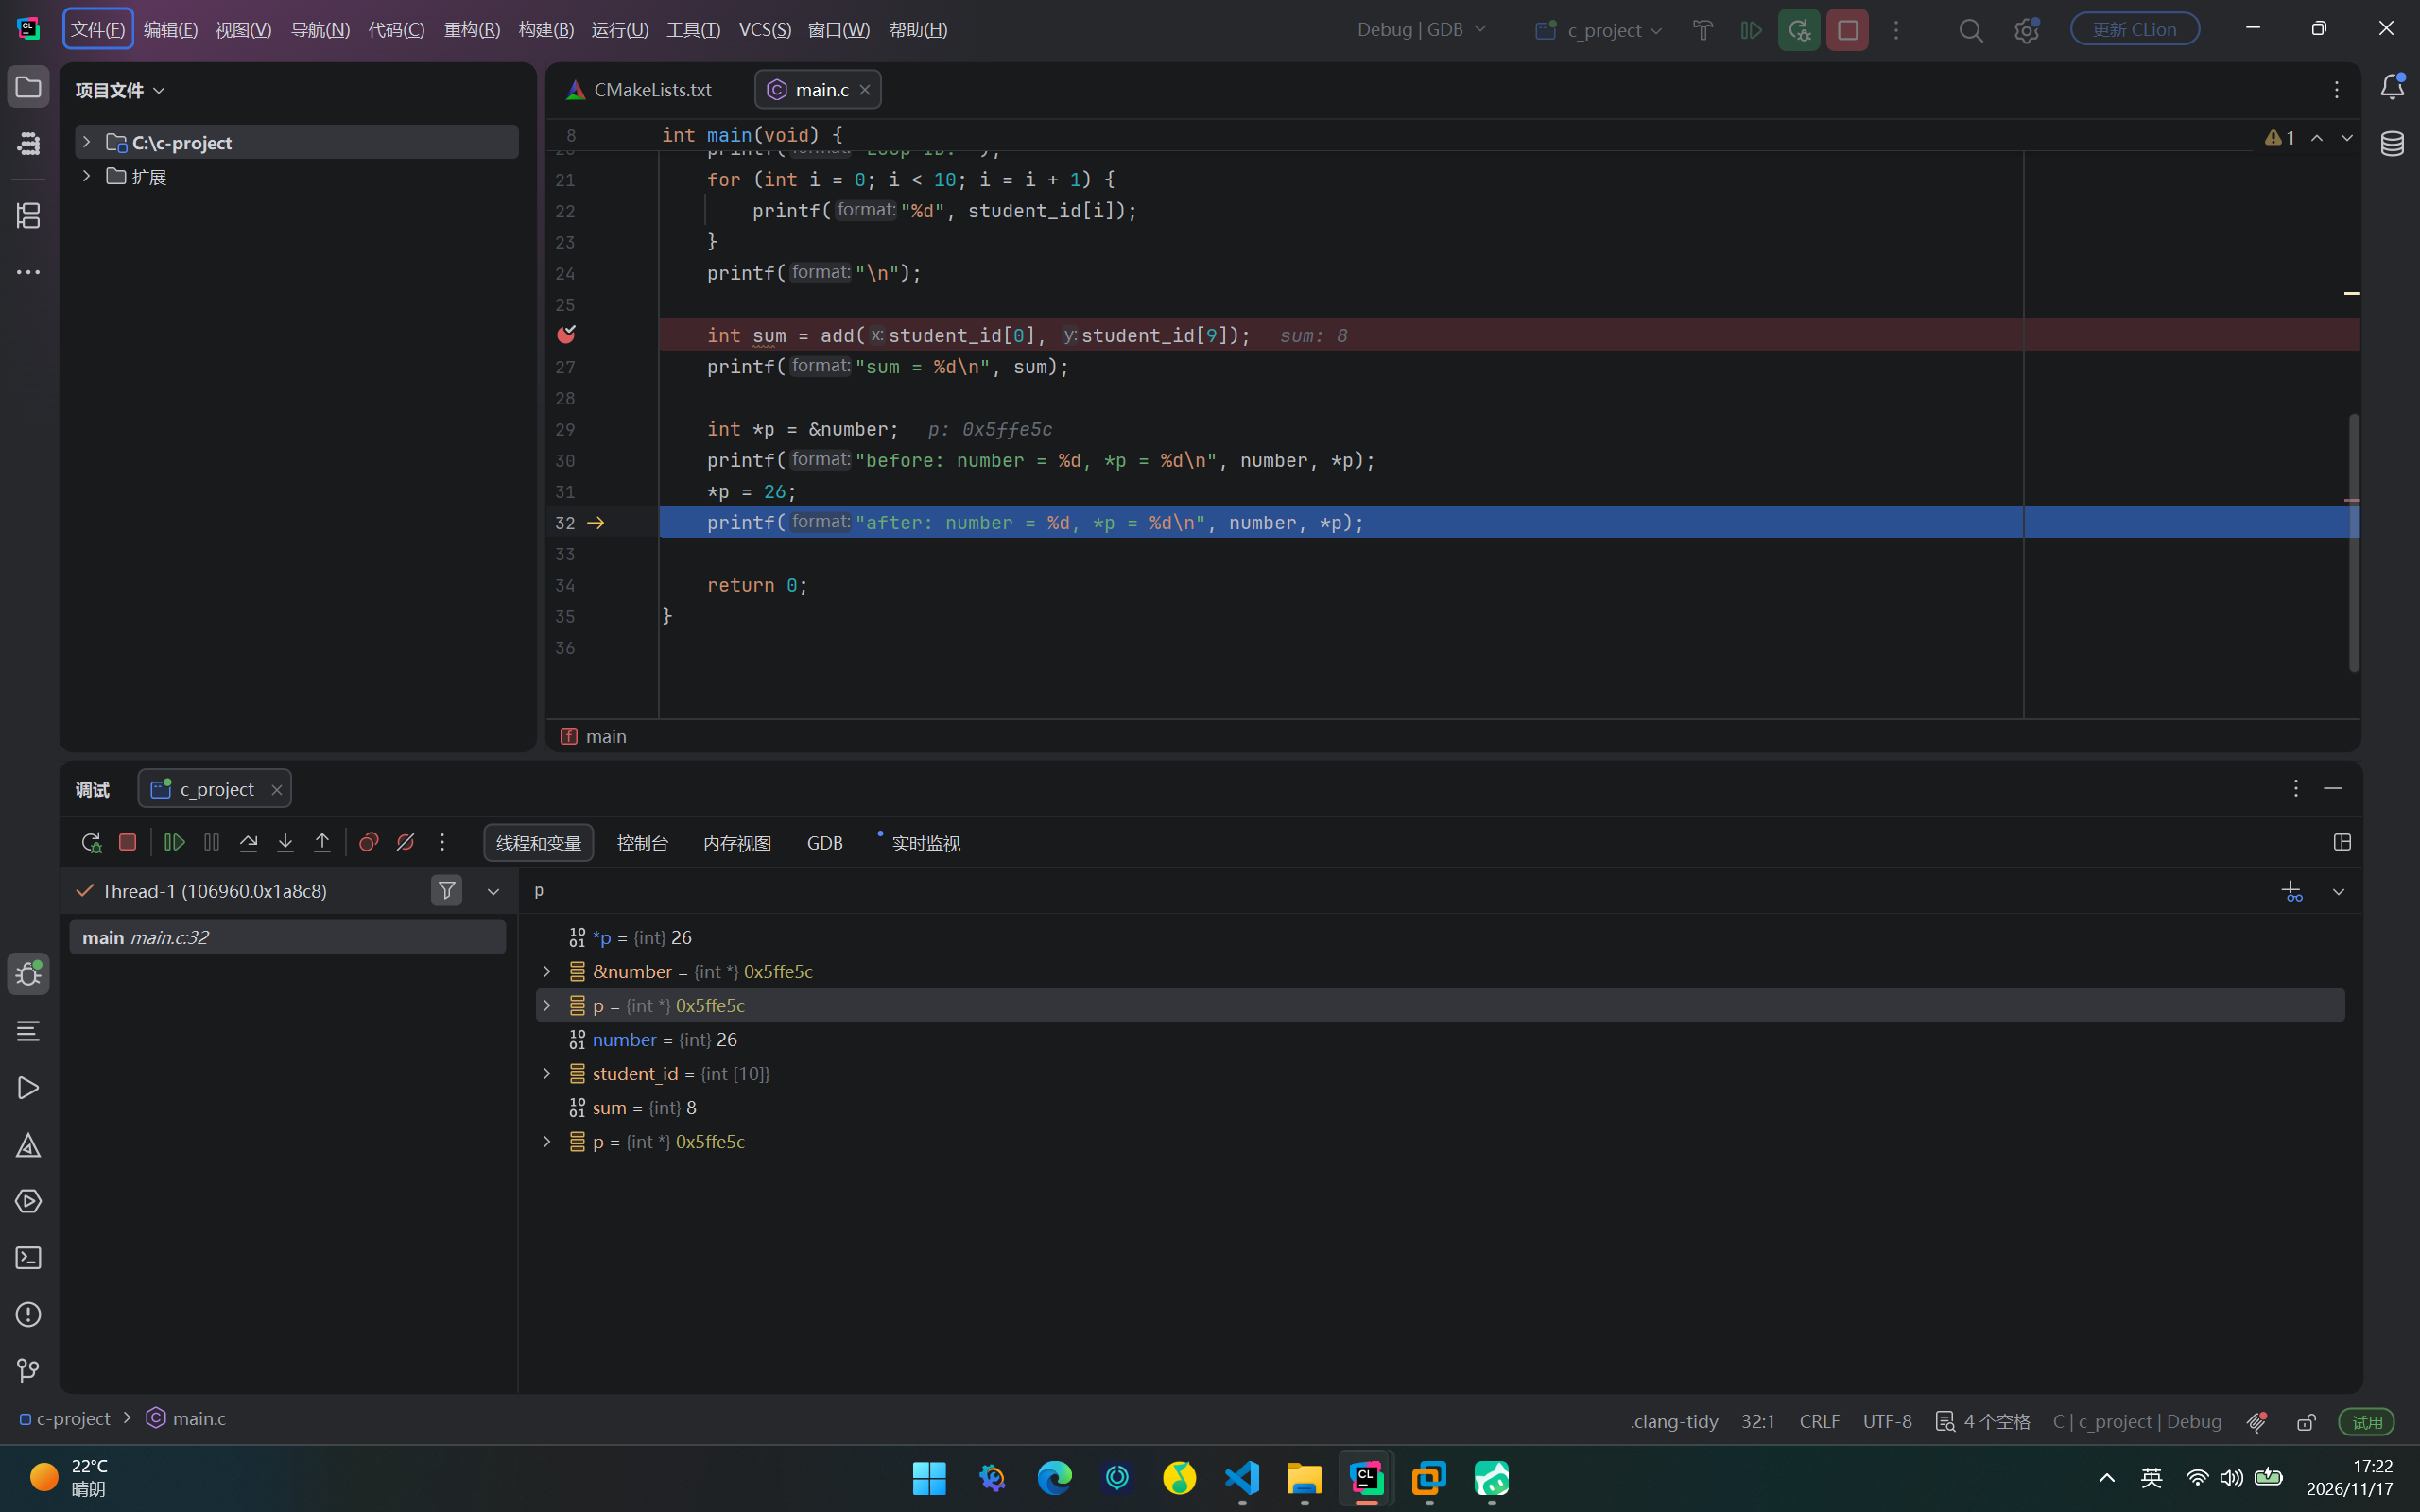 文件(F) 编辑(E) 视图(V) 导航(N) 代码(C) 重构(R) 构建(B) 运行(U) 工具(T) VCS(S) 窗口(W) 帮助(H) Debug | GDB c_project 更新 CLion
项目文件
C:\c-project
扩展
CMakeLists.txt main.c
8 int main(void) {
1
21 for (int i = 0; i < 10; i = i + 1) {
22 printf(format:"%d", student_id[i]);
23 }
24 printf(format:"\n");
25
int sum = add(x:student_id[0], y:student_id[9]); sum: 8
27 printf(format:"sum = %d\n", sum);
28
29 int *p = &number; p: 0x5ffe5c
30 printf(format:"before: number = %d, *p = %d\n", number, *p);
31 *p = 26;
32 printf(format:"after: number = %d, *p = %d\n", number, *p);
33
34 return 0;
35 }
36
main
调试 c_project
线程和变量 控制台 内存视图 GDB 实时监视
Thread-1 (106960.0x1a8c8)
main main.c:32
p
*p = {int} 26
&number = {int *} 0x5ffe5c
p = {int *} 0x5ffe5c
number = {int} 26
student_id = {int [10]}
sum = {int} 8
p = {int *} 0x5ffe5c
c-project > main.c
.clang-tidy 32:1 CRLF UTF-8 4 个空格 C | c_project | Debug 试用
22°C
晴朗
英
17:22
2026/11/17